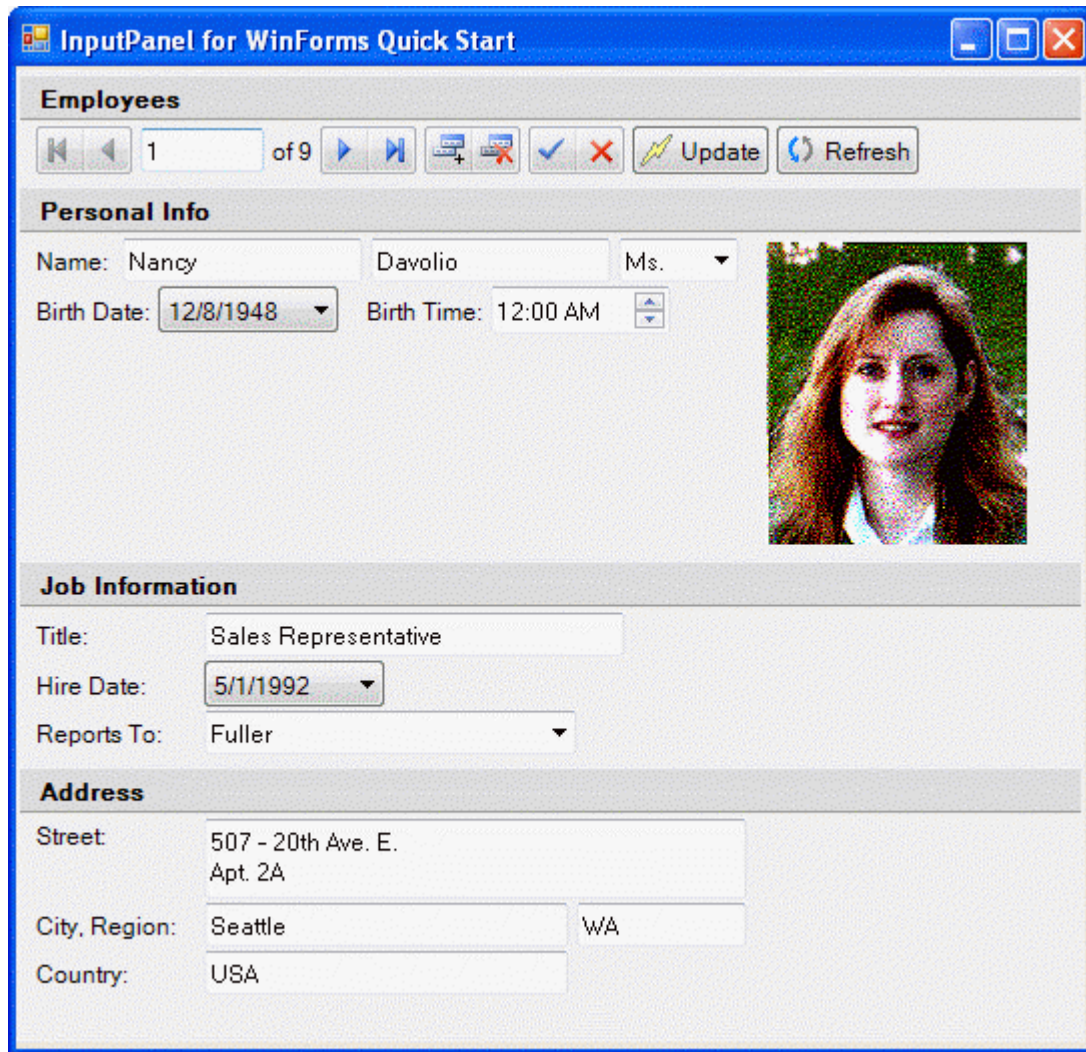 InputPanel for WinForms Quick Start
Employees
1 of 9 Update Refresh
Personal Info
Name: Nancy Davolio Ms.
Birth Date: 12/8/1948 Birth Time: 12:00 AM
Job Information
Title: Sales Representative
Hire Date: 5/1/1992
Reports To: Fuller
Address
Street: 507 - 20th Ave. E.
Apt. 2A
City, Region: Seattle WA
Country: USA